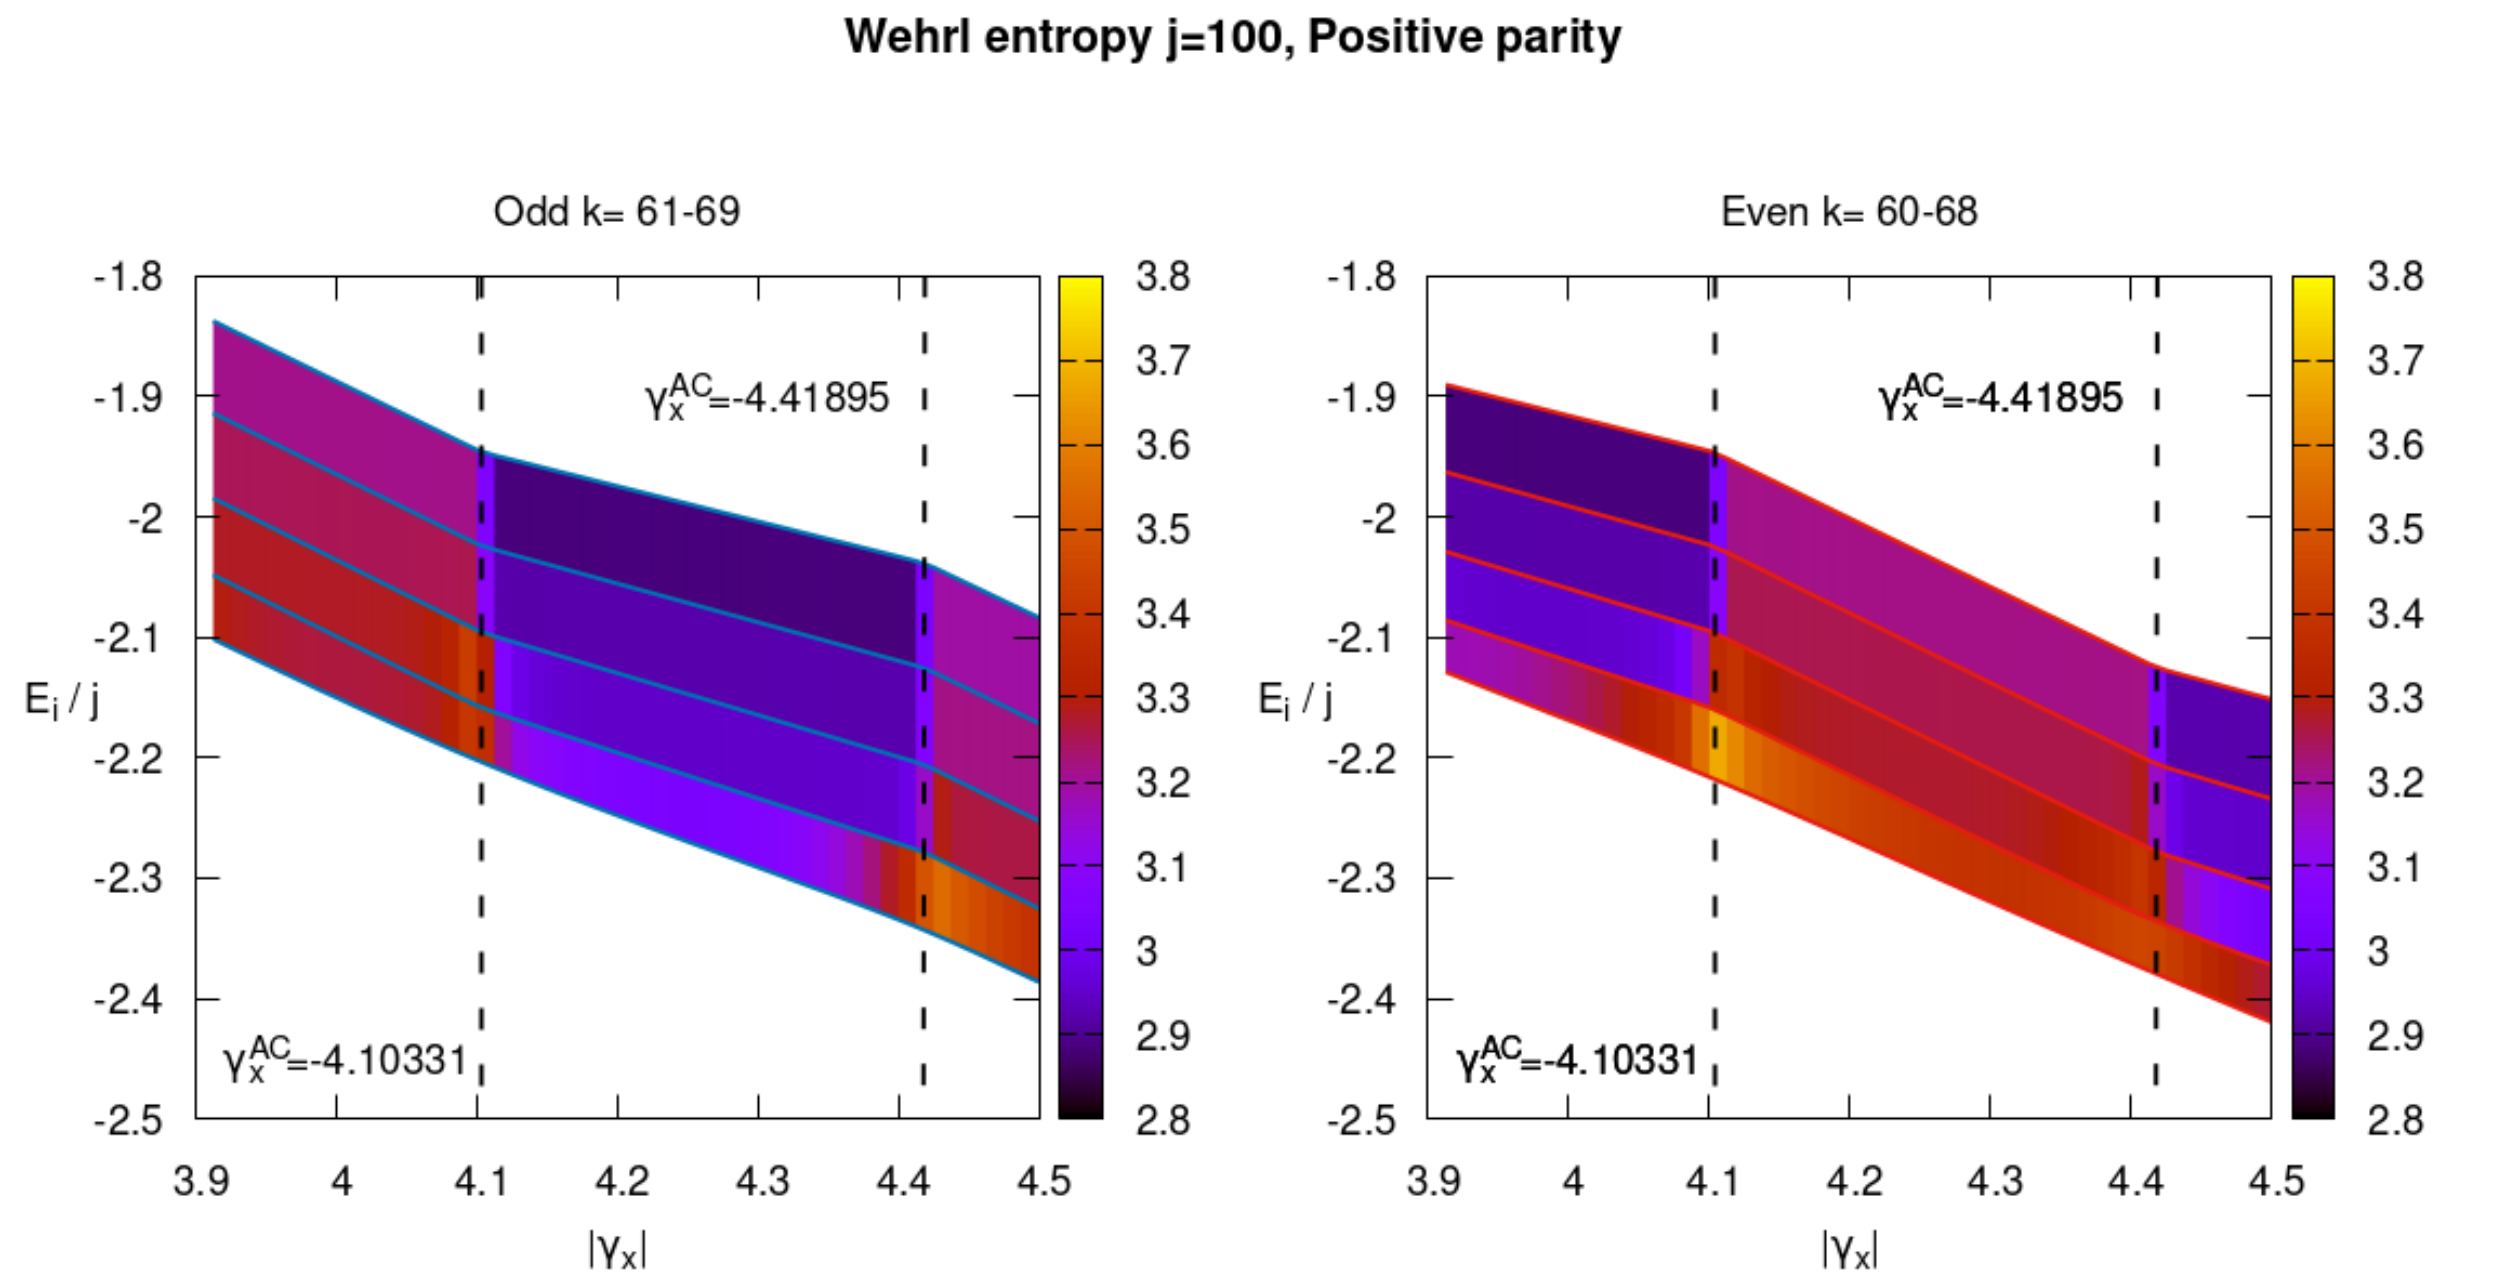 Wehrl entropy j=100, Positive parity
Odd k= 61-69
-1.8
-1.9
-2
-2.1
-2.2
-2.3
-2.4
-2.5
E_i / j
γ_x^AC=-4.41895
γ_x^AC=-4.10331
3.9 4 4.1 4.2 4.3 4.4 4.5
|γ_x|
3.8
3.7
3.6
3.5
3.4
3.3
3.2
3.1
3
2.9
2.8
Even k= 60-68
-1.8
-1.9
-2
-2.1
-2.2
-2.3
-2.4
-2.5
E_i / j
γ_x^AC=-4.41895
γ_x^AC=-4.10331
3.9 4 4.1 4.2 4.3 4.4 4.5
|γ_x|
3.8
3.7
3.6
3.5
3.4
3.3
3.2
3.1
3
2.9
2.8